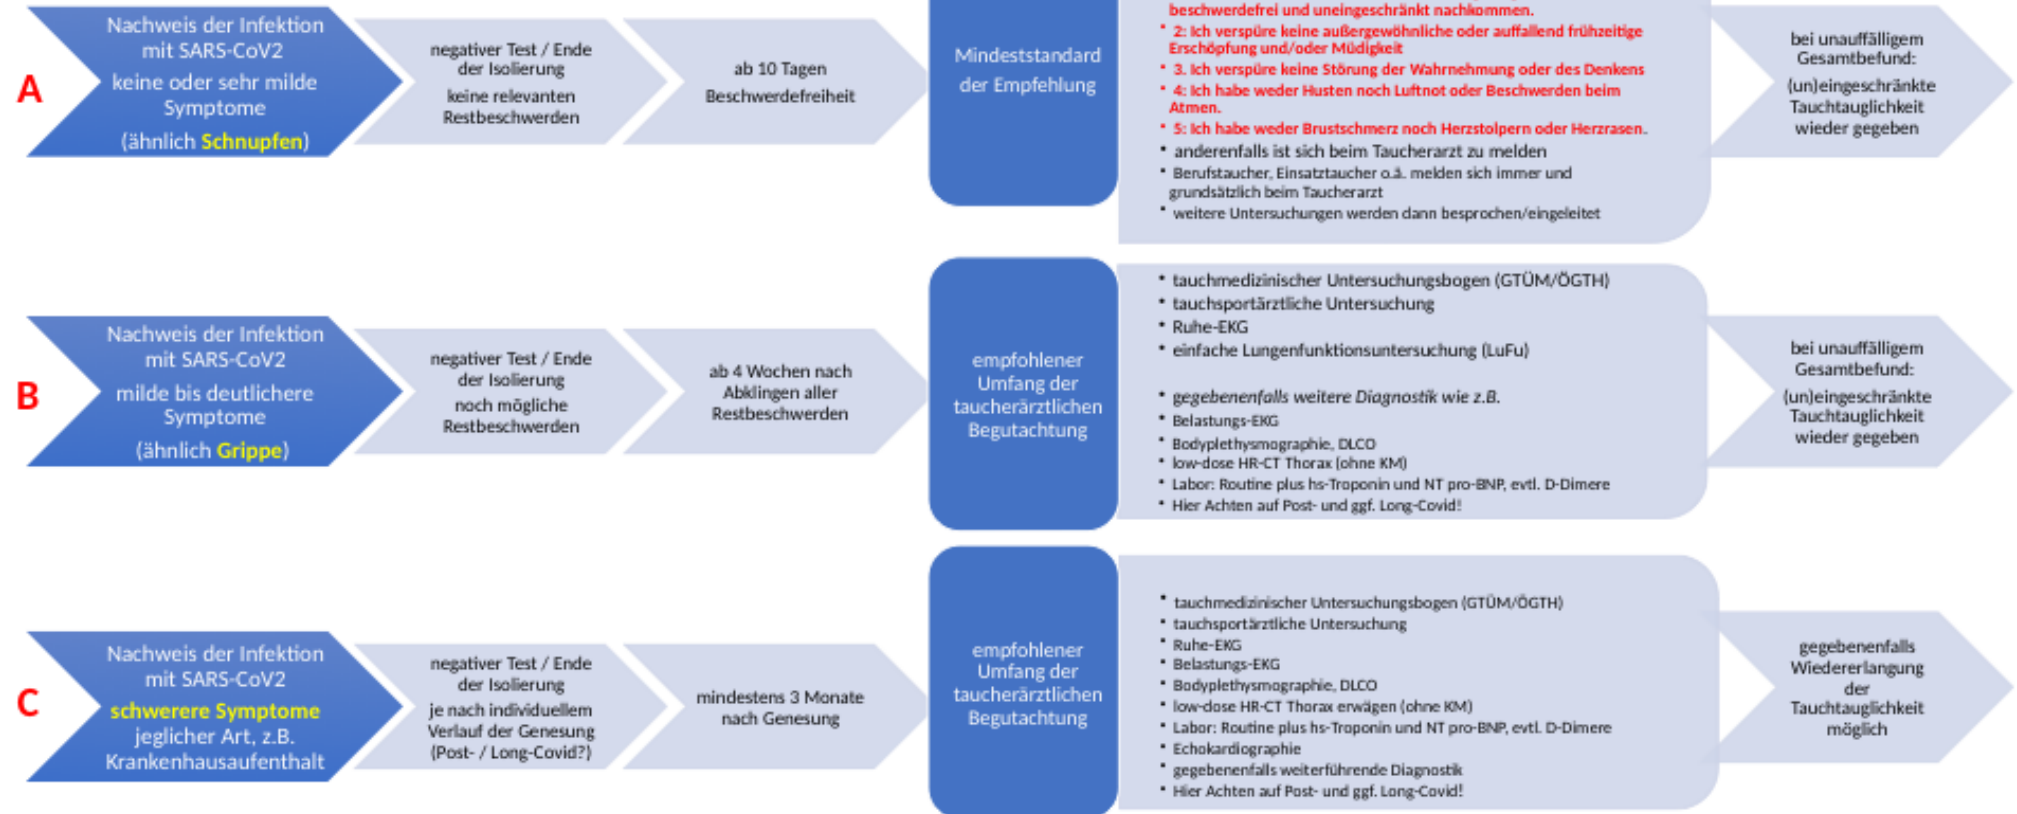 A
Nachweis der Infektion
mit SARS-CoV2
keine oder sehr milde
Symptome
(ähnlich Schnupfen)
negativer Test / Ende
der Isolierung
keine relevanten
Restbeschwerden
ab 10 Tagen
Beschwerdefreiheit
Mindeststandard
der Empfehlung
beschwerdefrei und uneingeschränkt nachkommen.
• 2: Ich verspüre keine außergewöhnliche oder auffallend frühzeitige
Erschöpfung und/oder Müdigkeit
• 3. Ich verspüre keine Störung der Wahrnehmung oder des Denkens
• 4: Ich habe weder Husten noch Luftnot oder Beschwerden beim
Atmen.
• 5: Ich habe weder Brustschmerz noch Herzstolpern oder Herzrasen.
• anderenfalls ist sich beim Taucherarzt zu melden
• Berufstaucher, Einsatztaucher o.ä. melden sich immer und
grundsätzlich beim Taucherarzt
• weitere Untersuchungen werden dann besprochen/eingeleitet
bei unauffälligem
Gesamtbefund:
(un)eingeschränkte
Tauchtauglichkeit
wieder gegeben
B
Nachweis der Infektion
mit SARS-CoV2
milde bis deutlichere
Symptome
(ähnlich Grippe)
negativer Test / Ende
der Isolierung
noch mögliche
Restbeschwerden
ab 4 Wochen nach
Abklingen aller
Restbeschwerden
empfohlener
Umfang der
taucherärztlichen
Begutachtung
• tauchmedizinischer Untersuchungsbogen (GTÜM/ÖGTH)
• tauchsportärztliche Untersuchung
• Ruhe-EKG
• einfache Lungenfunktionsuntersuchung (LuFu)
• gegebenenfalls weitere Diagnostik wie z.B.
• Belastungs-EKG
• Bodyplethysmographie, DLCO
• low-dose HR-CT Thorax (ohne KM)
• Labor: Routine plus hs-Troponin und NT pro-BNP, evtl. D-Dimere
• Hier Achten auf Post- und ggf. Long-Covid!
bei unauffälligem
Gesamtbefund:
(un)eingeschränkte
Tauchtauglichkeit
wieder gegeben
C
Nachweis der Infektion
mit SARS-CoV2
schwerere Symptome
jeglicher Art, z.B.
Krankenhausaufenthalt
negativer Test / Ende
der Isolierung
je nach individuellem
Verlauf der Genesung
(Post- / Long-Covid?)
mindestens 3 Monate
nach Genesung
empfohlener
Umfang der
taucherärztlichen
Begutachtung
• tauchmedizinischer Untersuchungsbogen (GTÜM/ÖGTH)
• tauchsportärztliche Untersuchung
• Ruhe-EKG
• Belastungs-EKG
• Bodyplethysmographie, DLCO
• low-dose HR-CT Thorax erwägen (ohne KM)
• Labor: Routine plus hs-Troponin und NT pro-BNP, evtl. D-Dimere
• Echokardiographie
• gegebenenfalls weiterführende Diagnostik
• Hier Achten auf Post- und ggf. Long-Covid!
gegebenenfalls
Wiedererlangung
der
Tauchtauglichkeit
möglich